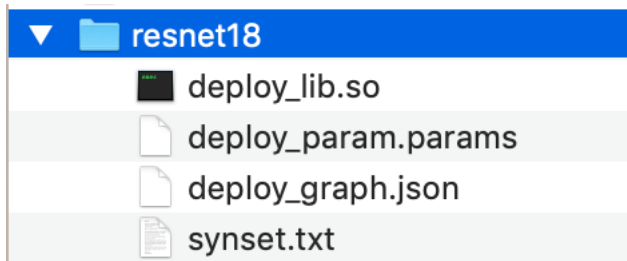 resnet18
deploy_lib.so
deploy_param.params
deploy_graph.json
synset.txt